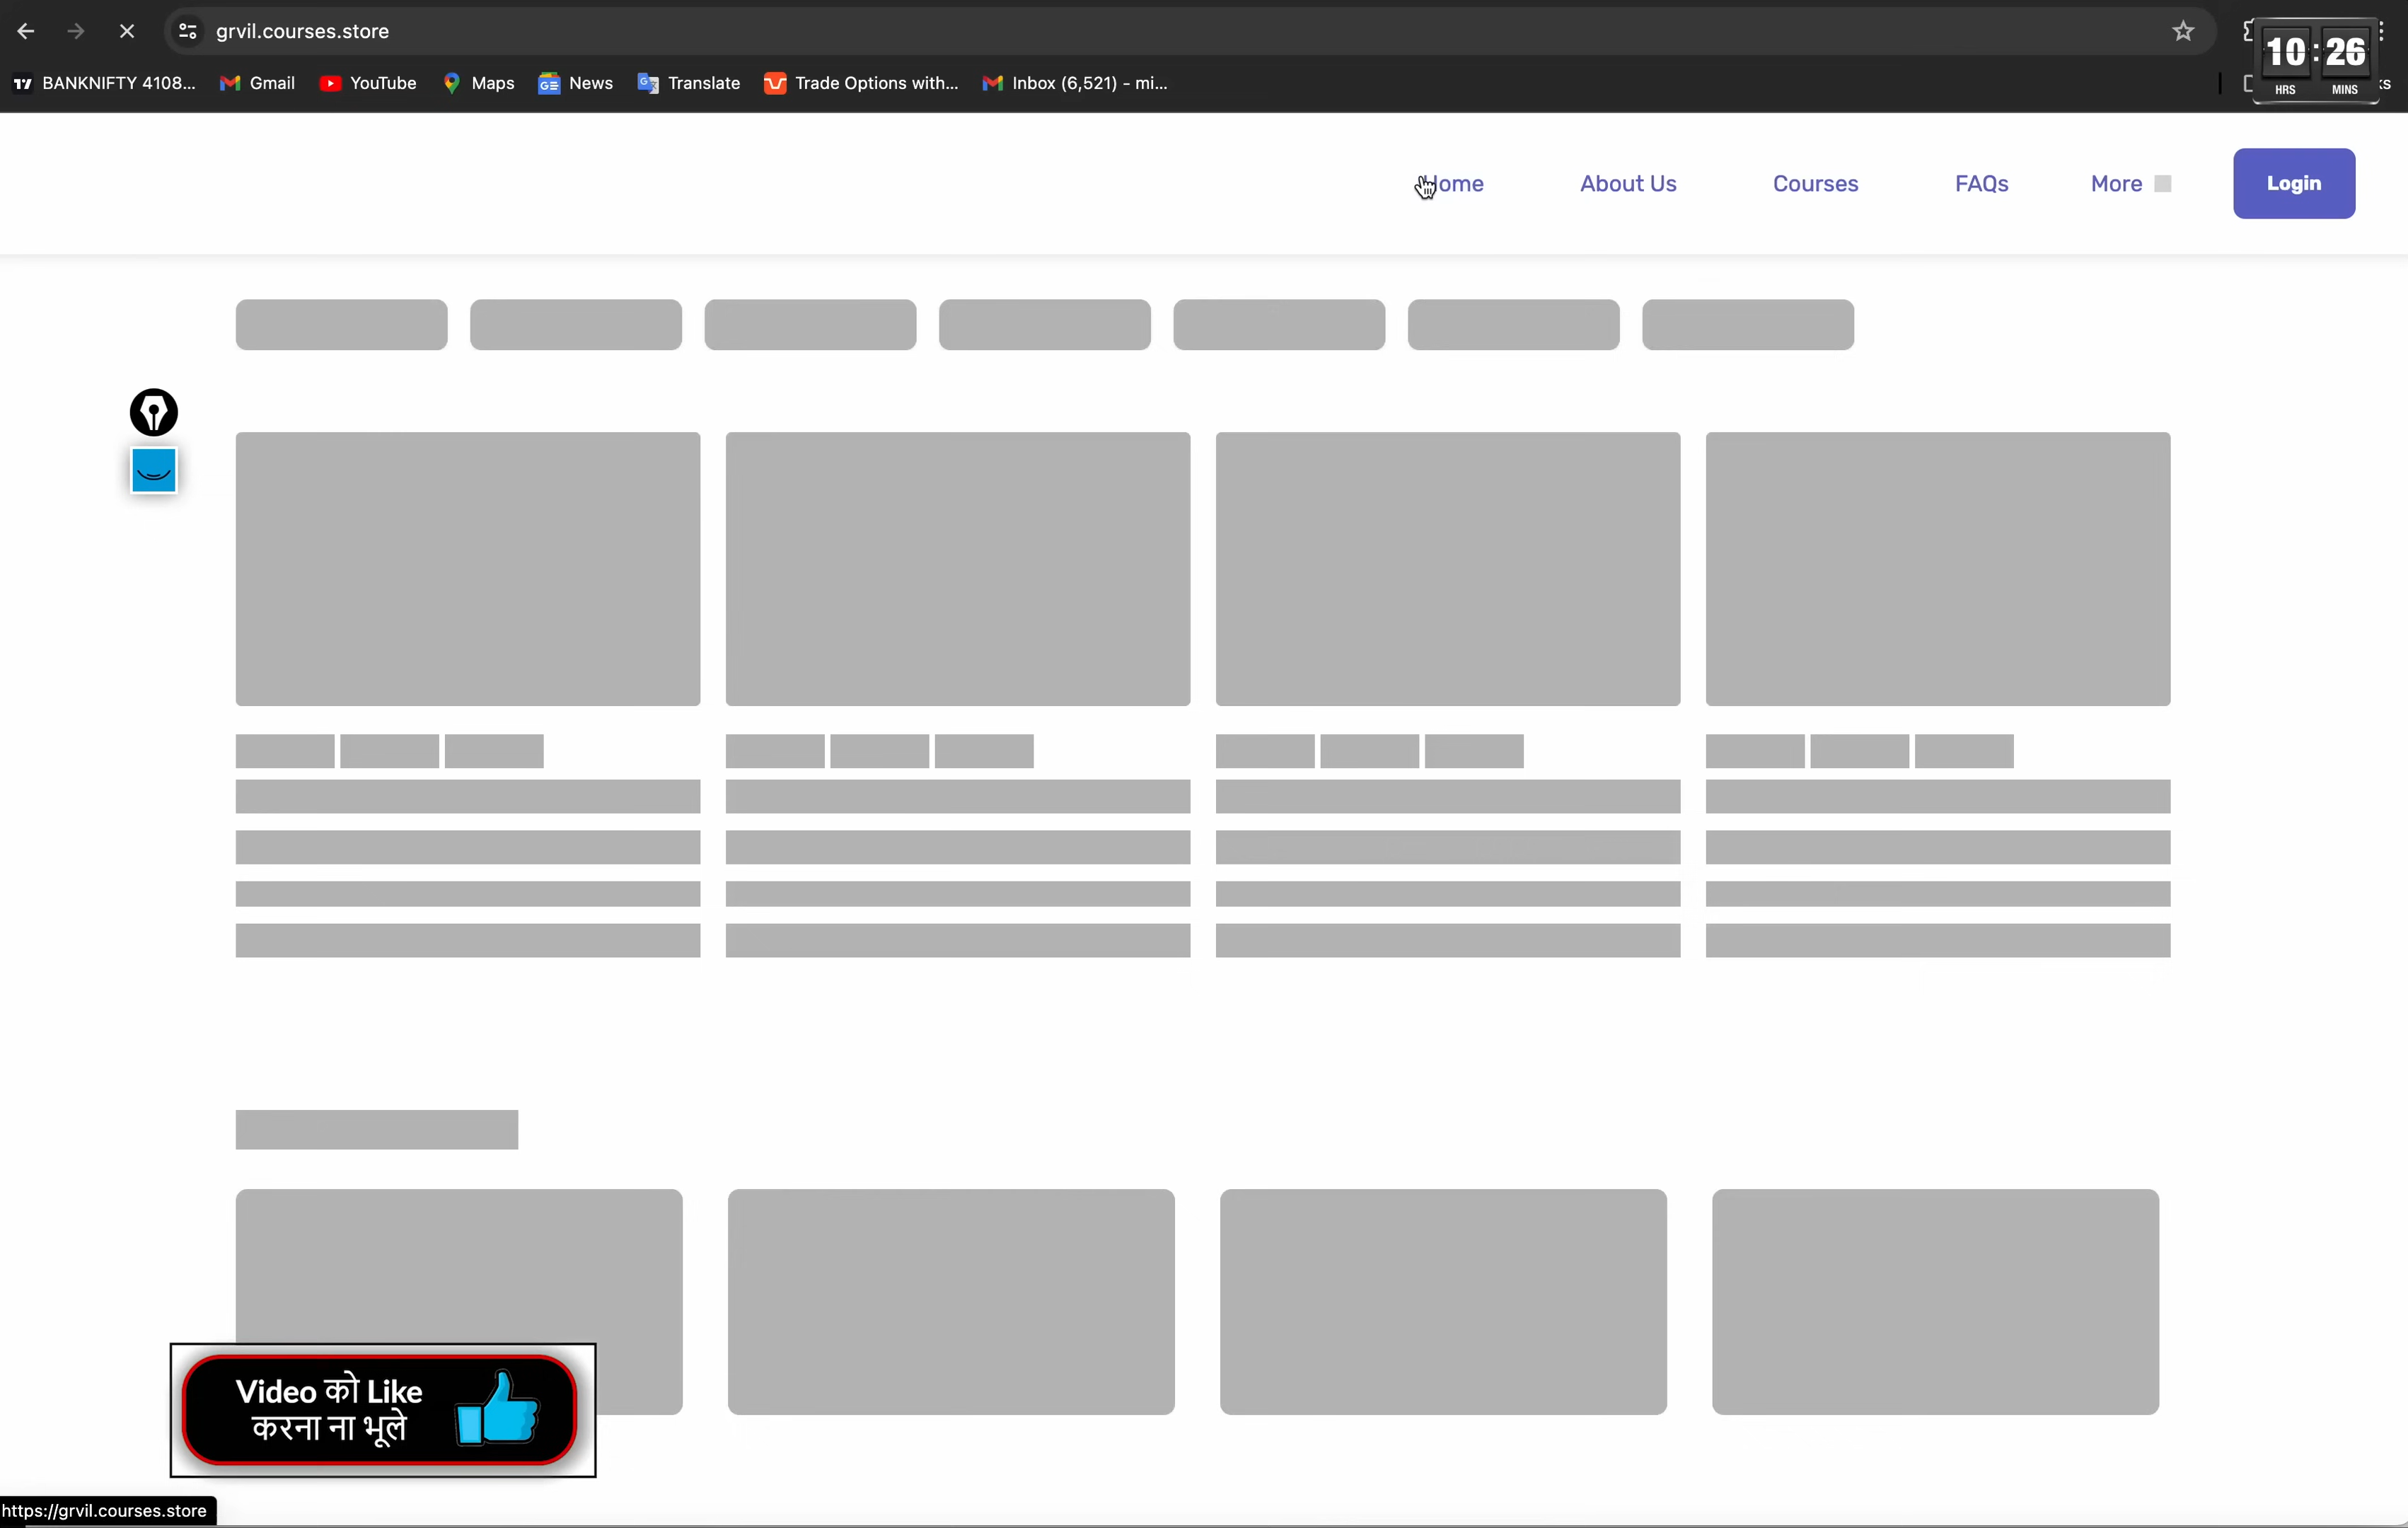 grvil.courses.store
10:26
HRS MINS
BANKNIFTY 4108... Gmail YouTube Maps News Translate Trade Options with... Inbox (6,521) - mi...
Home About Us Courses FAQs More Login
Video को Like
करना ना भूले
https://grvil.courses.store